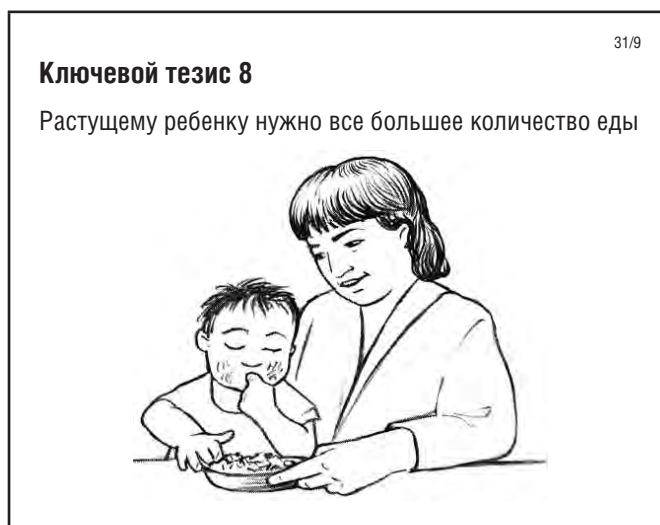 31/9
Ключевой тезис 8
Растущему ребенку нужно все большее количество еды